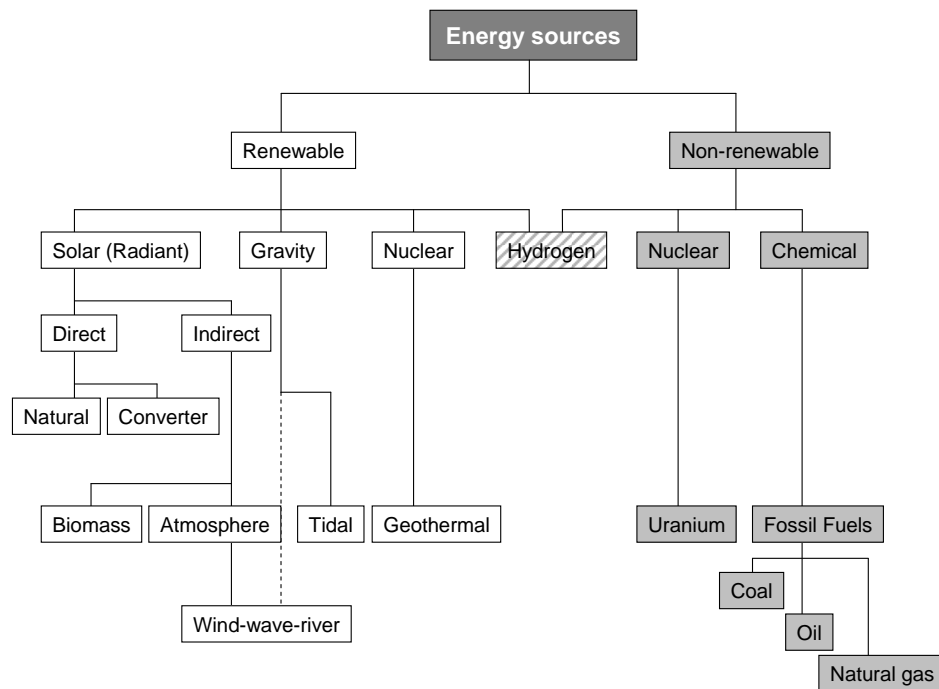 Energy sources
Renewable
Non-renewable
Solar (Radiant)
Gravity
Nuclear
Hydrogen
Nuclear
Chemical
Direct
Indirect
Natural
Converter
Biomass
Atmosphere
Tidal
Geothermal
Uranium
Fossil Fuels
Coal
Wind-wave-river
Oil
Natural gas